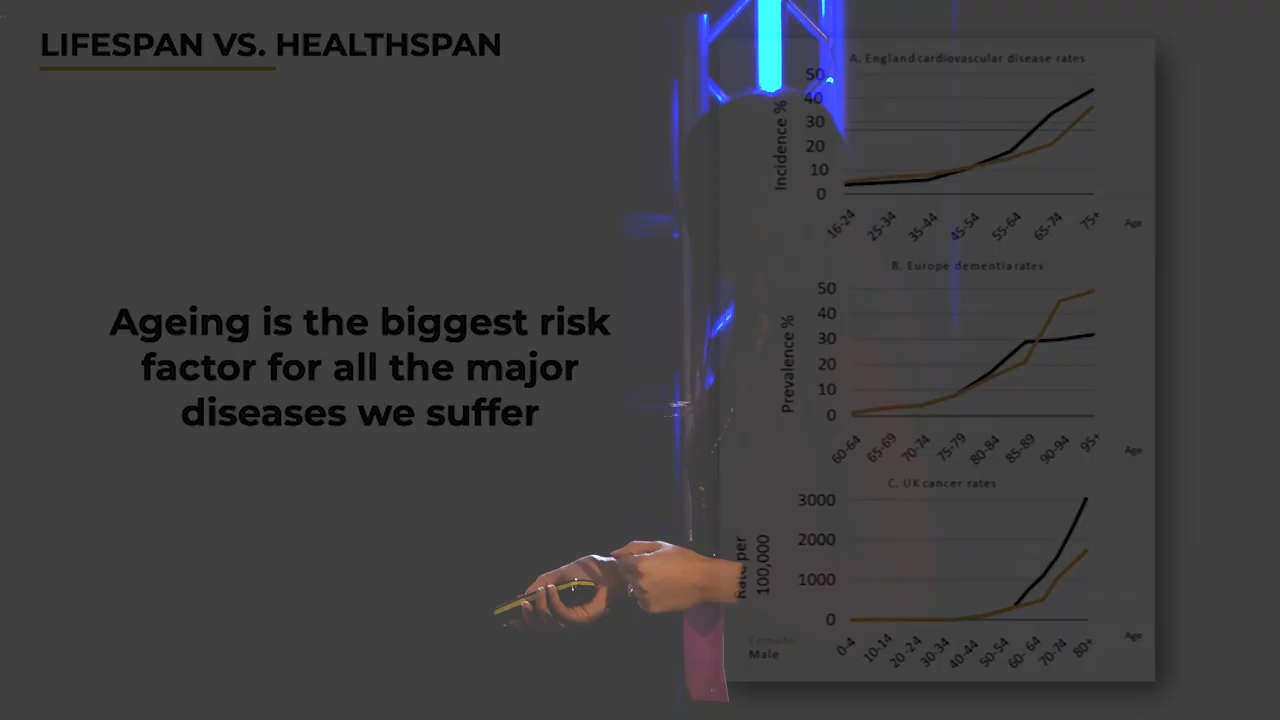 LIFESPAN VS. HEALTHSPAN
Ageing is the biggest risk
factor for all the major
diseases we suffer
A. England cardiovascular disease rates
Incidence %
50
40
30
20
10
0
16-24
25-34
35-44
45-54
55-64
65-74
75+
Age
B. Europe dementia rates
Prevalence %
50
40
30
20
10
0
60-64
65-69
70-74
75-79
80-84
85-89
90-94
95+
Age
C. UK cancer rates
Rate per
100,000
3000
2000
1000
0
0-4
10-14
20 -24
30-34
40-44
50-54
60- 64
70-74
80+
Age
Female
Male